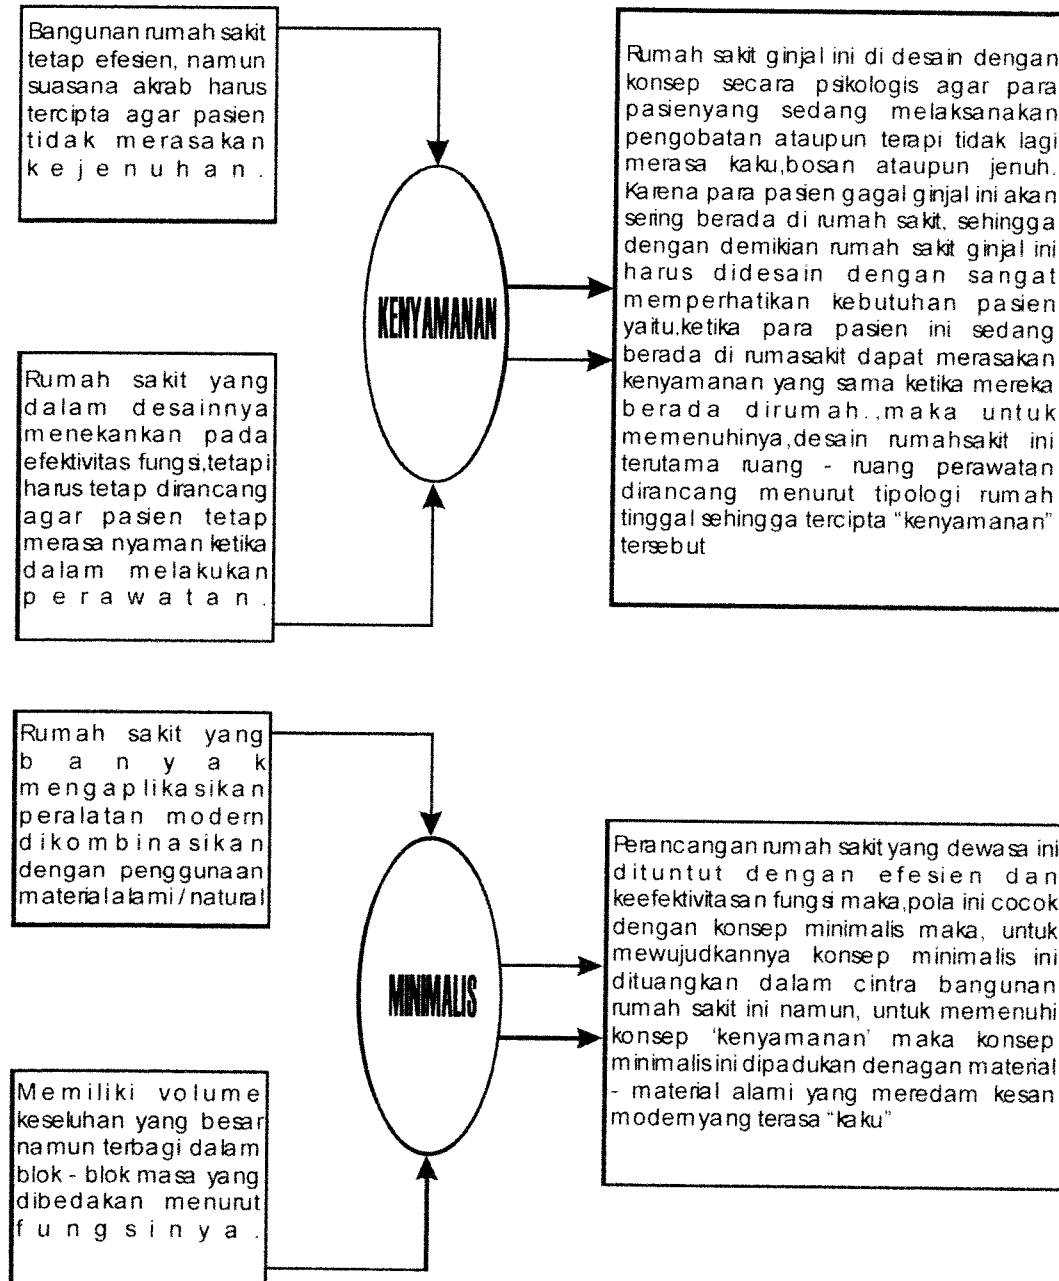 Bangunan rumah sakit
tetap efesien, namun
suasana akrab harus
tercipta agar pasien
tidak merasakan
kejenuhan.
Rumah sakit yang
dalam desainnya
menekankan pada
efektivitas fungsi,tetapi
harus tetap dirancang
agar pasien tetap
merasa nyaman ketika
dalam melakukan
perawatan.
KENYAMANAN
Rumah sakit ginjal ini di desain dengan
konsep secara psikologis agar para
pasienyang sedang melaksanakan
pengobatan ataupun terapi tidak lagi
merasa kaku,bosan ataupun jenuh.
Karena para pasien gagal ginjal ini akan
sering berada di rumah sakit, sehingga
dengan demikian rumah sakit ginjal ini
harus didesain dengan sangat
memperhatikan kebutuhan pasien
yaitu,ketika para pasien ini sedang
berada di rumasakit dapat merasakan
kenyamanan yang sama ketika mereka
berada dirumah.,maka untuk
memenuhinya,desain rumahsakit ini
terutama ruang - ruang perawatan
dirancang menurut tipologi rumah
tinggal sehingga tercipta “kenyamanan”
tersebut
Rumah sakit yang
banyak
mengaplikasikan
peralatan modern
dikombinasikan
dengan penggunaan
material alami / natural
Memiliki volume
keseluhan yang besar
namun terbagi dalam
blok - blok masa yang
dibedakan menurut
fungsinya.
MINIMALIS
Perancangan rumah sakit yang dewasa ini
dituntut dengan efesien dan
keefektivitasan fungsi maka,pola ini cocok
dengan konsep minimalis maka, untuk
mewujudkannya konsep minimalis ini
dituangkan dalam cintra bangunan
rumah sakit ini namun, untuk memenuhi
konsep ‘kenyamanan’ maka konsep
minimalis ini dipadukan denagan material
- material alami yang meredam kesan
modern yang terasa “kaku”